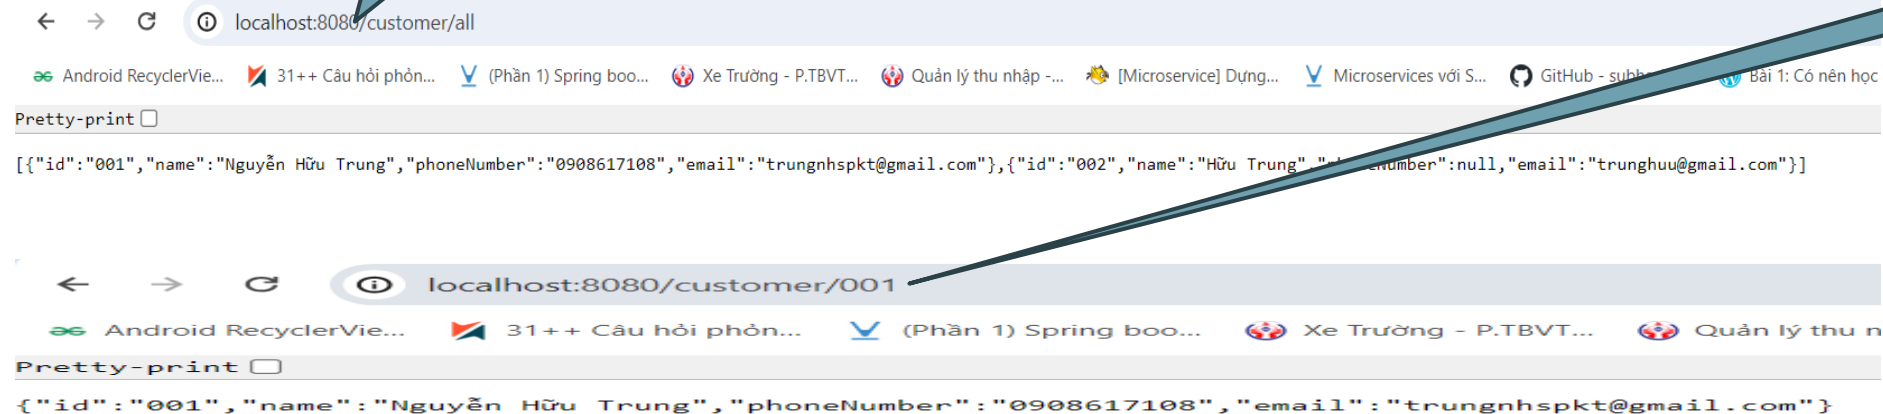 localhost:8080/customer/all
Android RecyclerVie... 31++ Câu hỏi phỏn... (Phần 1) Spring boo... Xe Trường - P.TBVT... Quản lý thu nhập -... [Microservice] Dựng... Microservices với S... GitHub - Bài 1: Có nên học
Pretty-print
[{"id":"001","name":"Nguyễn Hữu Trung","phoneNumber":"0908617108","email":"trungnhspkt@gmail.com"},{"id":"002","name":"Hữu Trung","phoneNumber":null,"email":"trunghuu@gmail.com"}]
localhost:8080/customer/001
Android RecyclerVie... 31++ Câu hỏi phỏn... (Phần 1) Spring boo... Xe Trường - P.TBVT... Quản lý thu n
Pretty-print
{"id":"001","name":"Nguyễn Hữu Trung","phoneNumber":"0908617108","email":"trungnhspkt@gmail.com"}